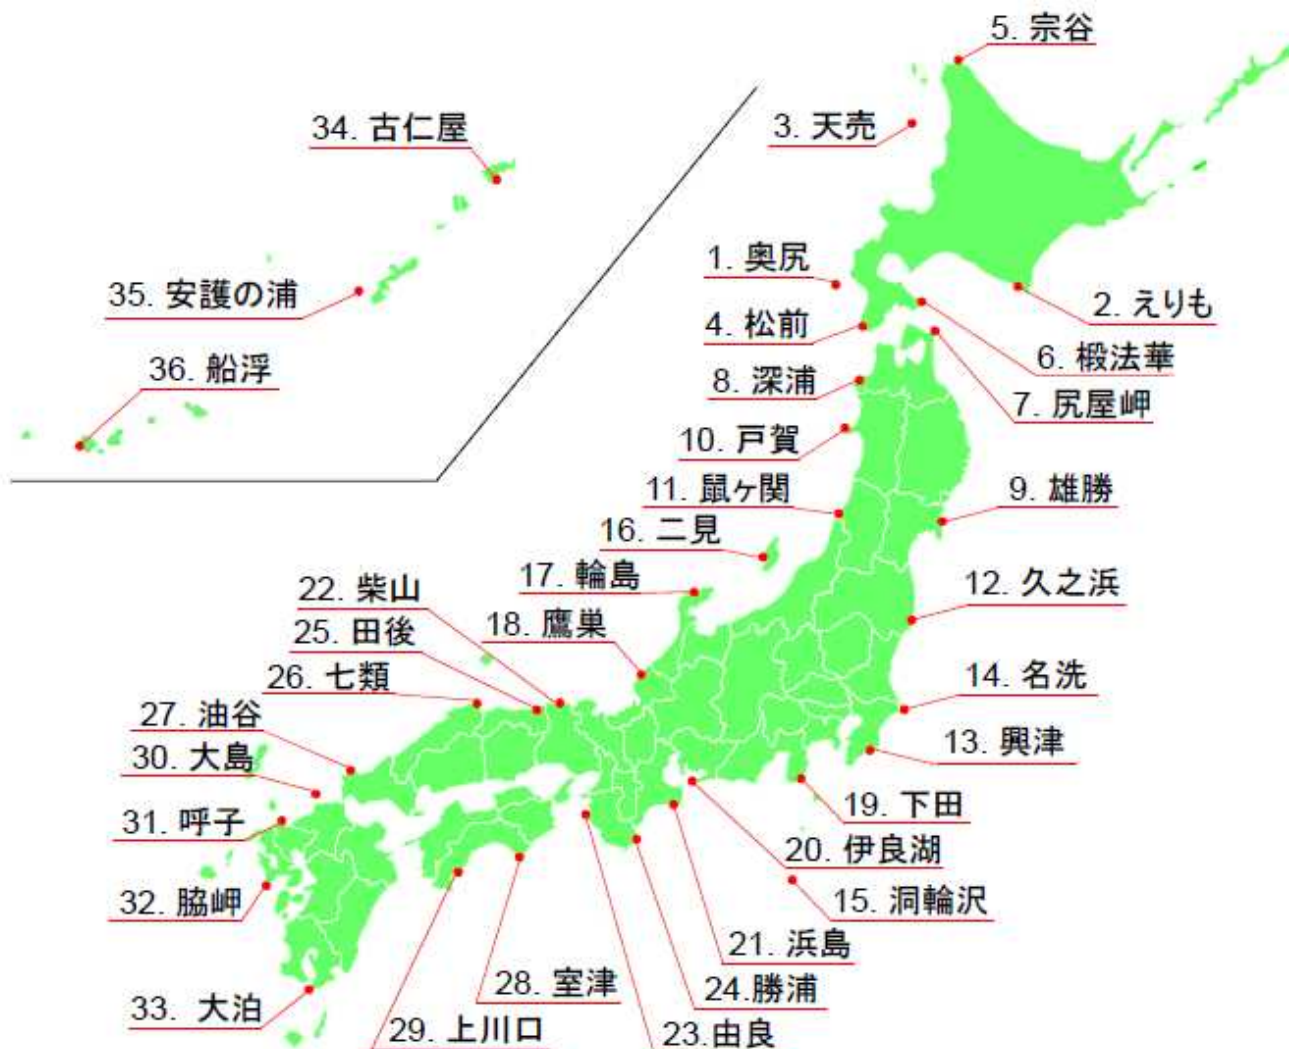 5. 宗谷
34. 古仁屋
3. 天売
1. 奥尻
35. 安護の浦
2. えりも
4. 松前
6. 椴法華
36. 船浮
8. 深浦
7. 尻屋岬
10. 戸賀
11. 鼠ヶ関
9. 雄勝
16. 二見
17. 輪島
22. 柴山
12. 久之浜
25. 田後
18. 鷹巣
26. 七類
14. 名洗
27. 油谷
13. 興津
30. 大島
19. 下田
31. 呼子
20. 伊良湖
32. 脇岬
15. 洞輪沢
21. 浜島
28. 室津
24.勝浦
33. 大泊
29. 上川口
23.由良